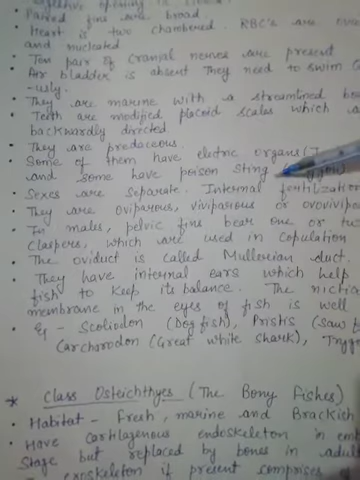 Paired fins are broad.
Heart is two chambered. RBC's are
and nucleated
Ten pair of cranial nerves are present
Air bladder is absent They need to swim
-usly.
They are marine with a streamlined
Teeth are modified placoid scales which
backwardly directed.
They are predaceous.
Some of them have electric organs
and some have poison sting
Sexes are separate. Internal fertilization
They are oviparous, viviparous or
In males, pelvic fins bear one or
claspers, which are used in copulation
The oviduct is called Mullerian duct.
They have internal ears which help
fish to keep its balance. The
membrane in the eyes of fish is well
Eg - Scoliodon (Dog fish), Pristis (Saw
Carchorodon (Great white shark),
* Class Osteichthyes (The Bony Fishes)
Habitat - Fresh, marine and Brackish
Have cartilagenous endoskeleton in
stage but replaced by bones in
exoskeleton if present comprises of